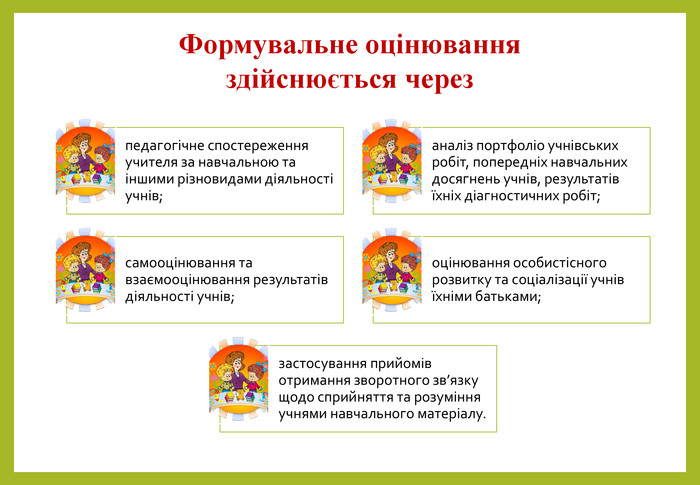 Формувальне оцінювання
здійснюється через
педагогічне спостереження
учителя за навчальною та
іншими різновидами діяльності
учнів;
аналіз портфоліо учнівських
робіт, попередніх навчальних
досягнень учнів, результатів
їхніх діагностичних робіт;
самооцінювання та
взаємооцінювання результатів
діяльності учнів;
оцінювання особистісного
розвитку та соціалізації учнів
їхніми батьками;
застосування прийомів
отримання зворотного зв’язку
щодо сприйняття та розуміння
учнями навчального матеріалу.